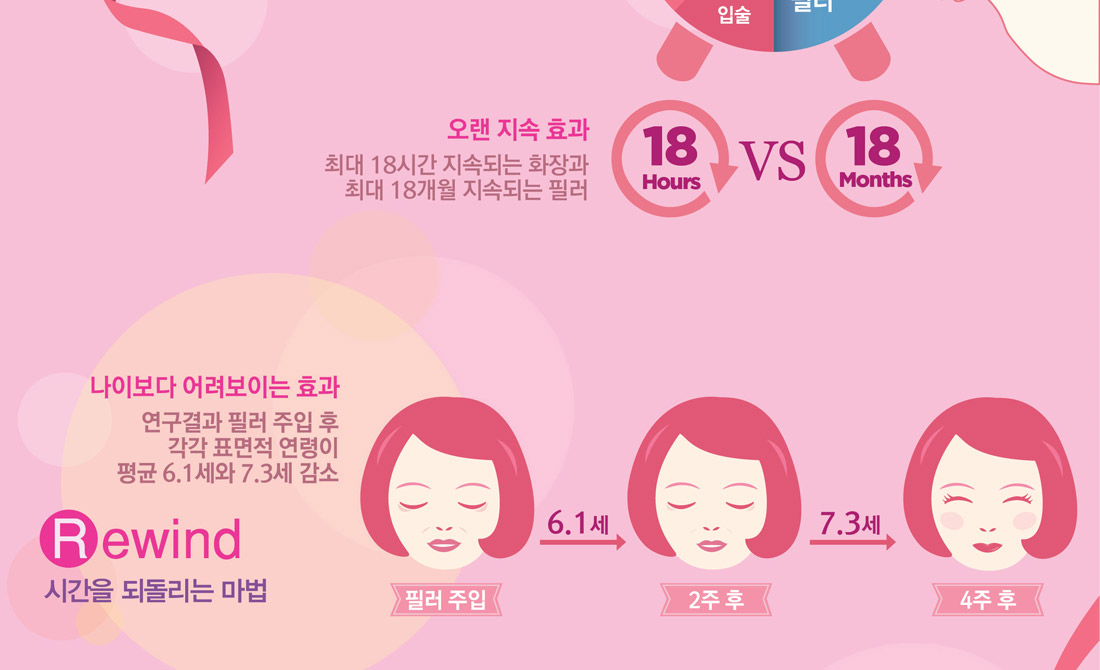 입술
필러
오랜 지속 효과
최대 18시간 지속되는 화장과
최대 18개월 지속되는 필러
18
Hours
VS
18
Months
나이보다 어려보이는 효과
연구결과 필러 주입 후
각각 표면적 연령이
평균 6.1세와 7.3세 감소
Rewind
시간을 되돌리는 마법
6.1세
7.3세
필러 주입
2주 후
4주 후